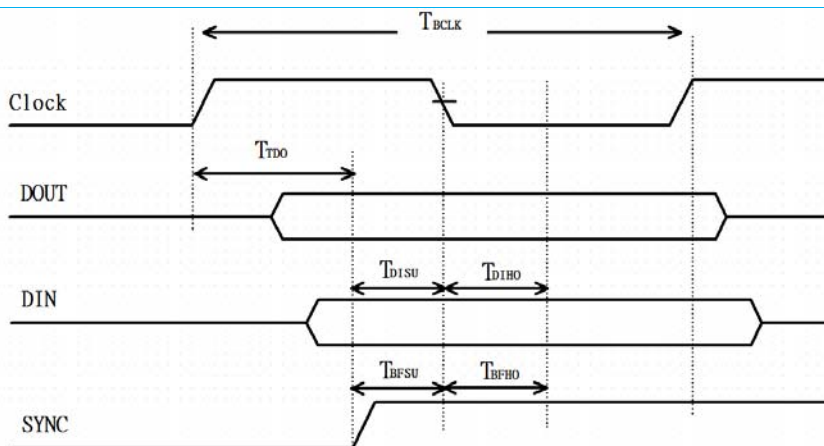 TBCLK
Clock
TTDO
DOUT
TDISU TDIHO
DIN
TBFSU TBFHO
SYNC